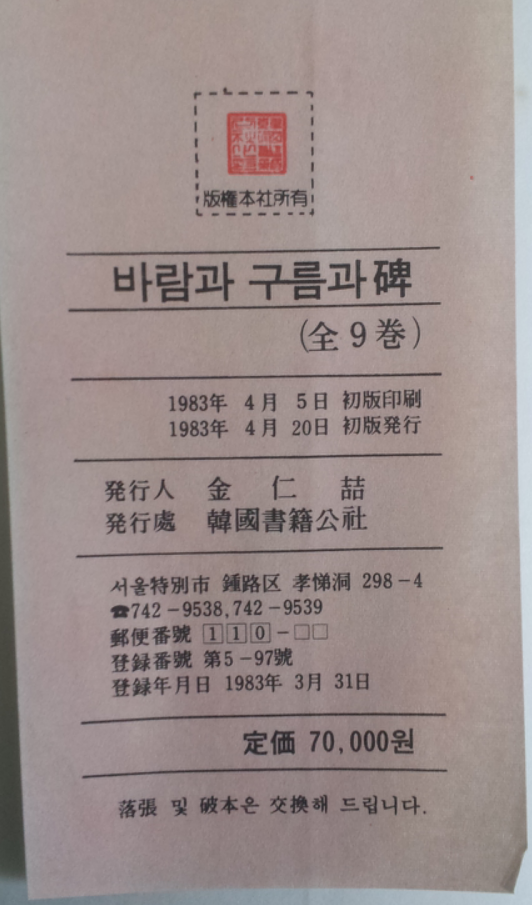 版權本社所有
바람과 구름과 碑
(全 9 巻)
1983年 4月 5日 初版印刷
1983年 4月 20日 初版発行
発行人 金 仁 喆
発行處 韓國書籍公社
서울特別市 鍾路区 孝悌洞 298-4
☎742-9538, 742-9539
郵便番號 110-□□
登録番號 第5-97號
登録年月日 1983年 3月 31日
定価 70,000원
落張 및 破本은 交換해 드립니다.